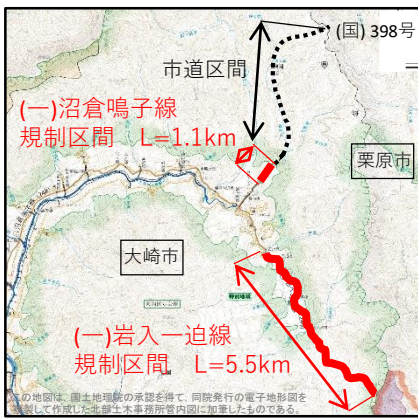 (国) 398号
市道区間
(一)沼倉鳴子線
規制区間 L=1.1km
栗原市
大崎市
(一)岩入一迫線
規制区間 L=5.5km
この地図は、国土地理院の承認を得て、同院発行の電子地形図を
複製して作成した北部土木事務所管内図に加筆したものである。